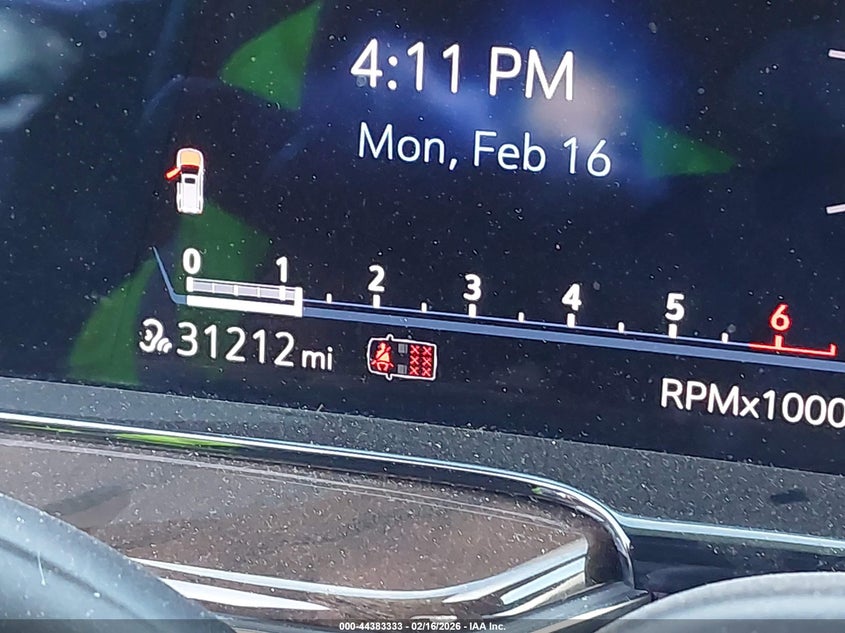 4:11 PM
Mon, Feb 16
0 1 2 3 4 5 6
31212 mi
RPMx1000
000-44383333 - 02/16/2026 - IAA Inc.